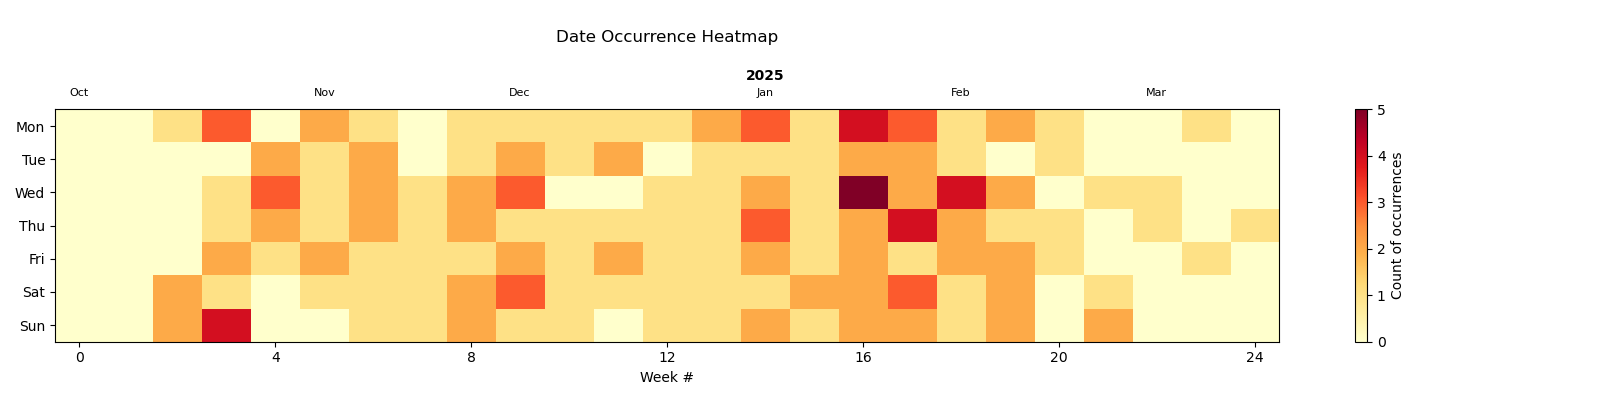 Date Occurrence Heatmap
2025
Oct Nov Dec Jan Feb Mar
Mon
Tue
Wed
Thu
Fri
Sat
Sun
0 4 8 12 16 20 24
Week #
5
4
3
2
1
0
Count of occurrences